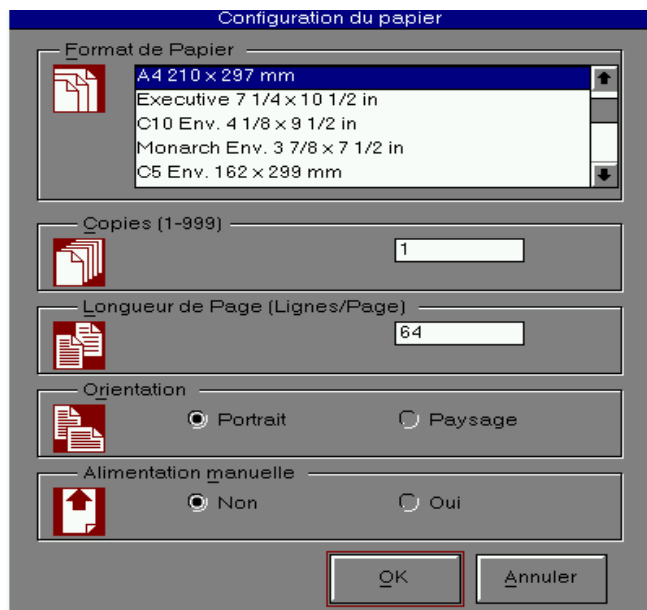 Configuration du papier
Format de Papier
A4 210 x 297 mm
Executive 7 1/4 x 10 1/2 in
C10 Env. 4 1/8 x 9 1/2 in
Monarch Env. 3 7/8 x 7 1/2 in
C5 Env. 162 x 299 mm
Copies (1-999)
1
Longueur de Page (Lignes/Page)
64
Orientation
Portrait Paysage
Alimentation manuelle
Non Oui
OK Annuler